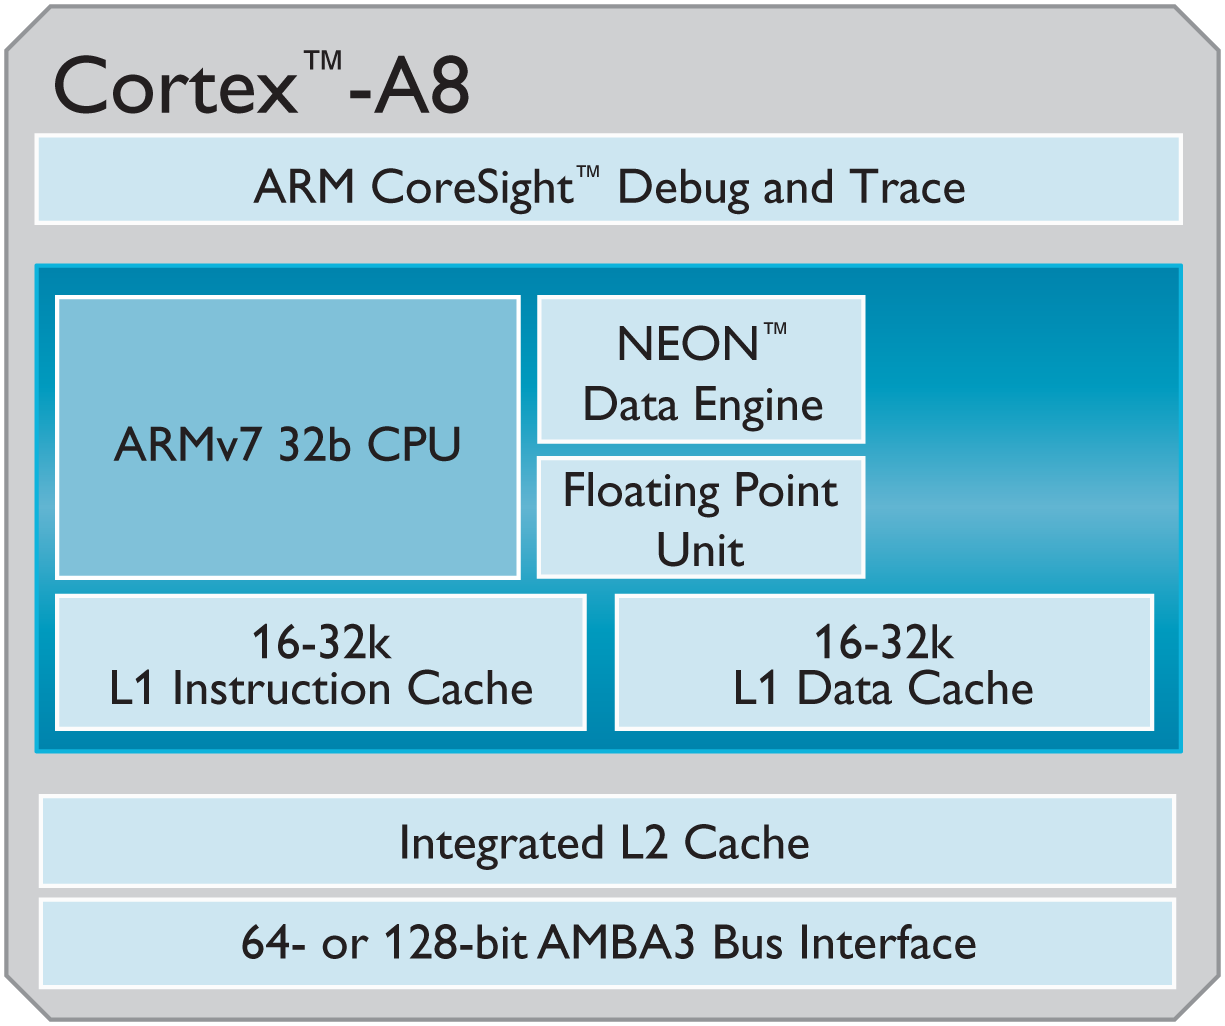 Cortex™-A8
ARM CoreSight™ Debug and Trace
ARMv7 32b CPU
NEON™
Data Engine
Floating Point
Unit
16-32k
L1 Instruction Cache
16-32k
L1 Data Cache
Integrated L2 Cache
64- or 128-bit AMBA3 Bus Interface